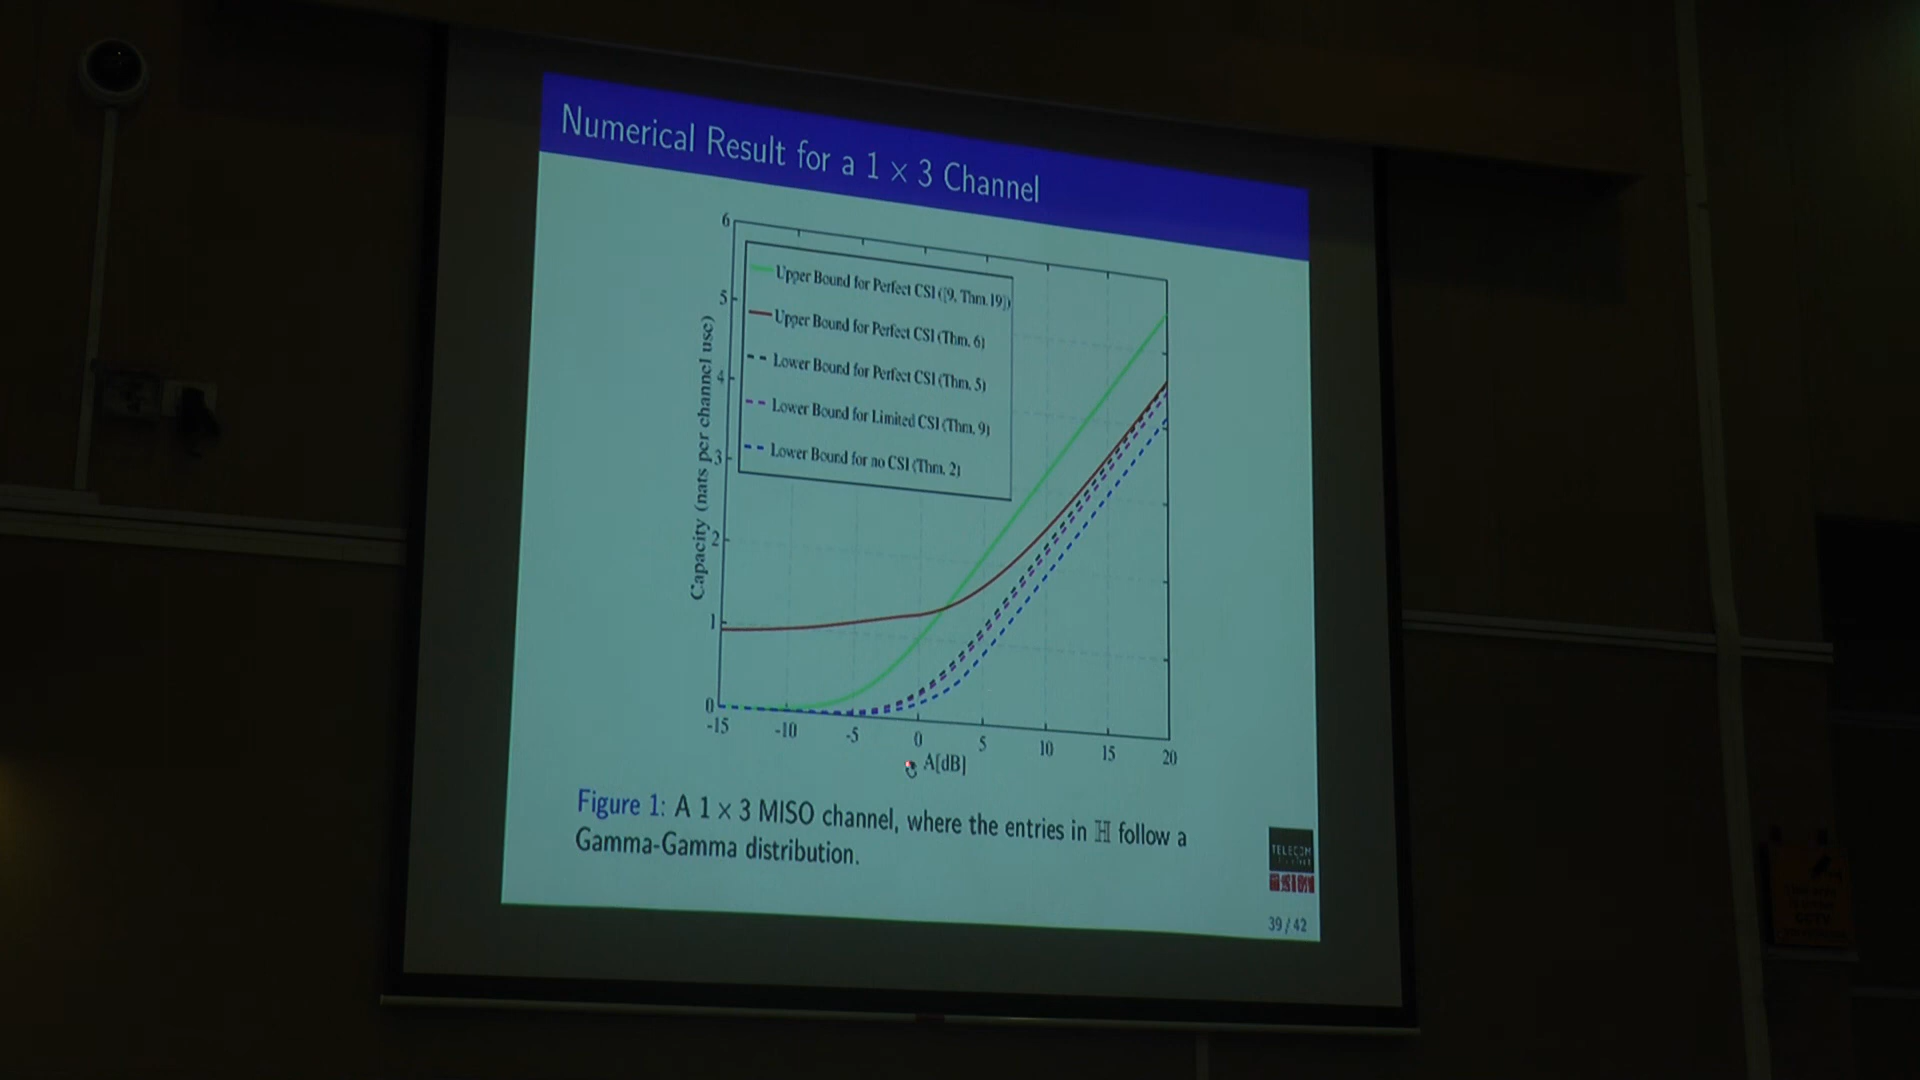 Numerical Result for a 1 × 3 Channel
6
5
4
3
2
1
0
Capacity (nats per channel use)
Upper Bound for Perfect CSI ([9, Thm. 19])
Upper Bound for Perfect CSI (Thm. 6)
Lower Bound for Perfect CSI (Thm. 5)
Lower Bound for Limited CSI (Thm. 9)
Lower Bound for no CSI (Thm. 2)
-15 -10 -5 0 5 10 15 20
A[dB]
Figure 1: A 1 × 3 MISO channel, where the entries in ℍ follow a
Gamma-Gamma distribution.
TELECOM
39 / 42